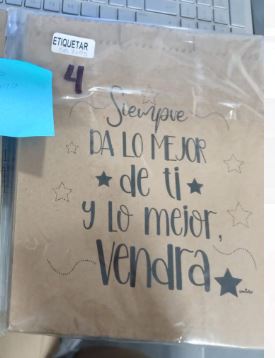 ETIQUETAR
4
Siempre
DA LO MEJOR
de ti
y LO mejor,
vendrá